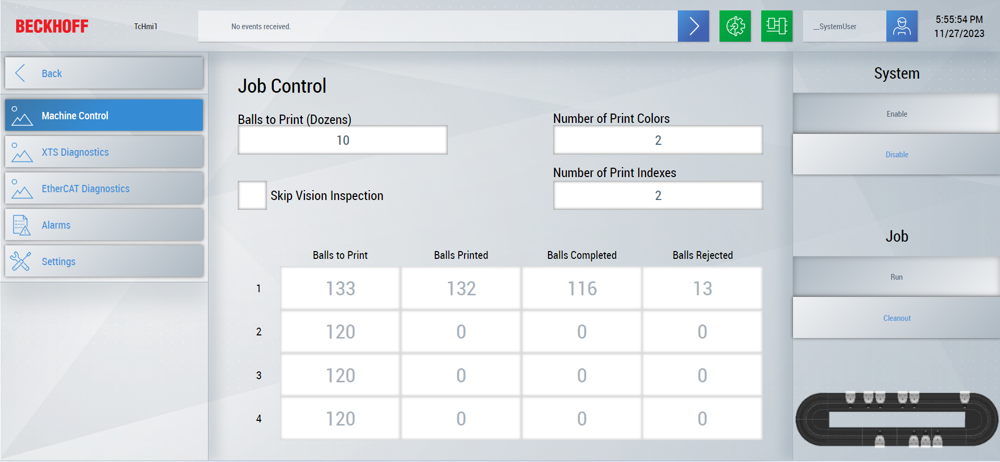 BECKHOFF
TcHmi1
No events received.
__SystemUser
5:55:54 PM
11/27/2023
Back
Machine Control
XTS Diagnostics
EtherCAT Diagnostics
Alarms
Settings
Job Control
Balls to Print (Dozens)
10
Number of Print Colors
2
Skip Vision Inspection
Number of Print Indexes
2
Balls to Print Balls Printed Balls Completed Balls Rejected
1 133 132 116 13
2 120 0 0 0
3 120 0 0 0
4 120 0 0 0
System
Enable
Disable
Job
Run
Cleanout